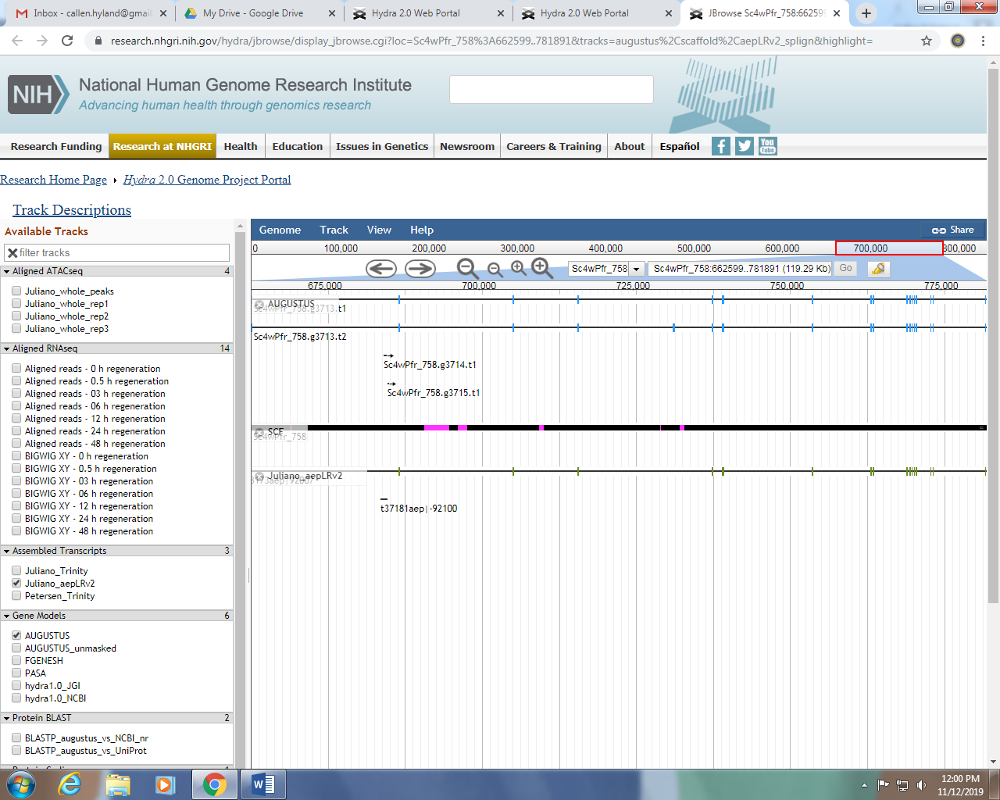 Inbox - callen.hyland@gmail
My Drive - Google Drive
Hydra 2.0 Web Portal
Hydra 2.0 Web Portal
JBrowse Sc4wPfr_758:662599
research.nhgri.nih.gov/hydra/jbrowse/display_jbrowse.cgi?loc=Sc4wPfr_758%3A662599..781891&tracks=augustus%2Cscaffold%2CaepLRv2_splign&highlight=
NIH
National Human Genome Research Institute
Advancing human health through genomics research
Research Funding
Research at NHGRI
Health
Education
Issues in Genetics
Newsroom
Careers & Training
About
Español
You Tube
Research Home Page
Hydra 2.0 Genome Project Portal
Track Descriptions
Available Tracks
filter tracks
Aligned ATACseq 4
Juliano_whole_peaks
Juliano_whole_rep1
Juliano_whole_rep2
Juliano_whole_rep3
Aligned RNAseq 14
Aligned reads - 0 h regeneration
Aligned reads - 0.5 h regeneration
Aligned reads - 03 h regeneration
Aligned reads - 06 h regeneration
Aligned reads - 12 h regeneration
Aligned reads - 24 h regeneration
Aligned reads - 48 h regeneration
BIGWIG XY - 0 h regeneration
BIGWIG XY - 0.5 h regeneration
BIGWIG XY - 03 h regeneration
BIGWIG XY - 06 h regeneration
BIGWIG XY - 12 h regeneration
BIGWIG XY - 24 h regeneration
BIGWIG XY - 48 h regeneration
Assembled Transcripts 3
Juliano_Trinity
Juliano_aepLRv2
Petersen_Trinity
Gene Models 6
AUGUSTUS
AUGUSTUS_unmasked
FGENESH
PASA
hydra1.0_JGI
hydra1.0_NCBI
Protein BLAST 2
BLASTP_augustus_vs_NCBI_nr
BLASTP_augustus_vs_UniProt
Genome
Track
View
Help
Share
0 100,000 200,000 300,000 400,000 500,000 700,000 800,000
Sc4wPfr_758
Sc4wPfr_758:662599..781891 (119.29 Kb)
Go
675,000 700,000 725,000 750,000 775,000
AUGUSTUS
Sc4wPfr_758.g3713.t1
Sc4wPfr_758.g3713.t2
Sc4wPfr_758.g3714.t1
Sc4wPfr_758.g3715.t1
SCF
Sc4wPfr_758
Juliano_aepLRv2
t37181aep|-92100
12:00 PM
11/12/2019